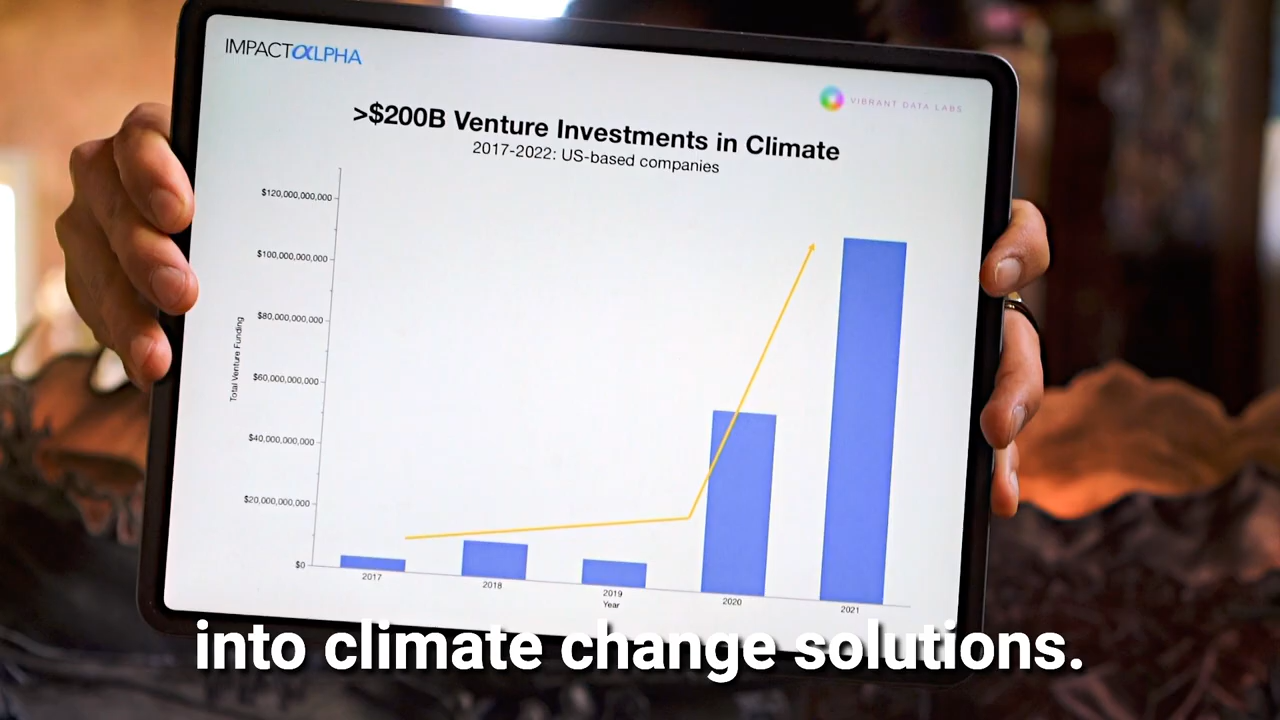 IMPACTαLPHA
VIBRANT DATA LABS
>$200B Venture Investments in Climate
2017-2022: US-based companies
Total Venture Funding
$120,000,000,000
$100,000,000,000
$80,000,000,000
$60,000,000,000
$40,000,000,000
$20,000,000,000
$0
2017
2018
2019
2020
2021
Year
into climate change solutions.